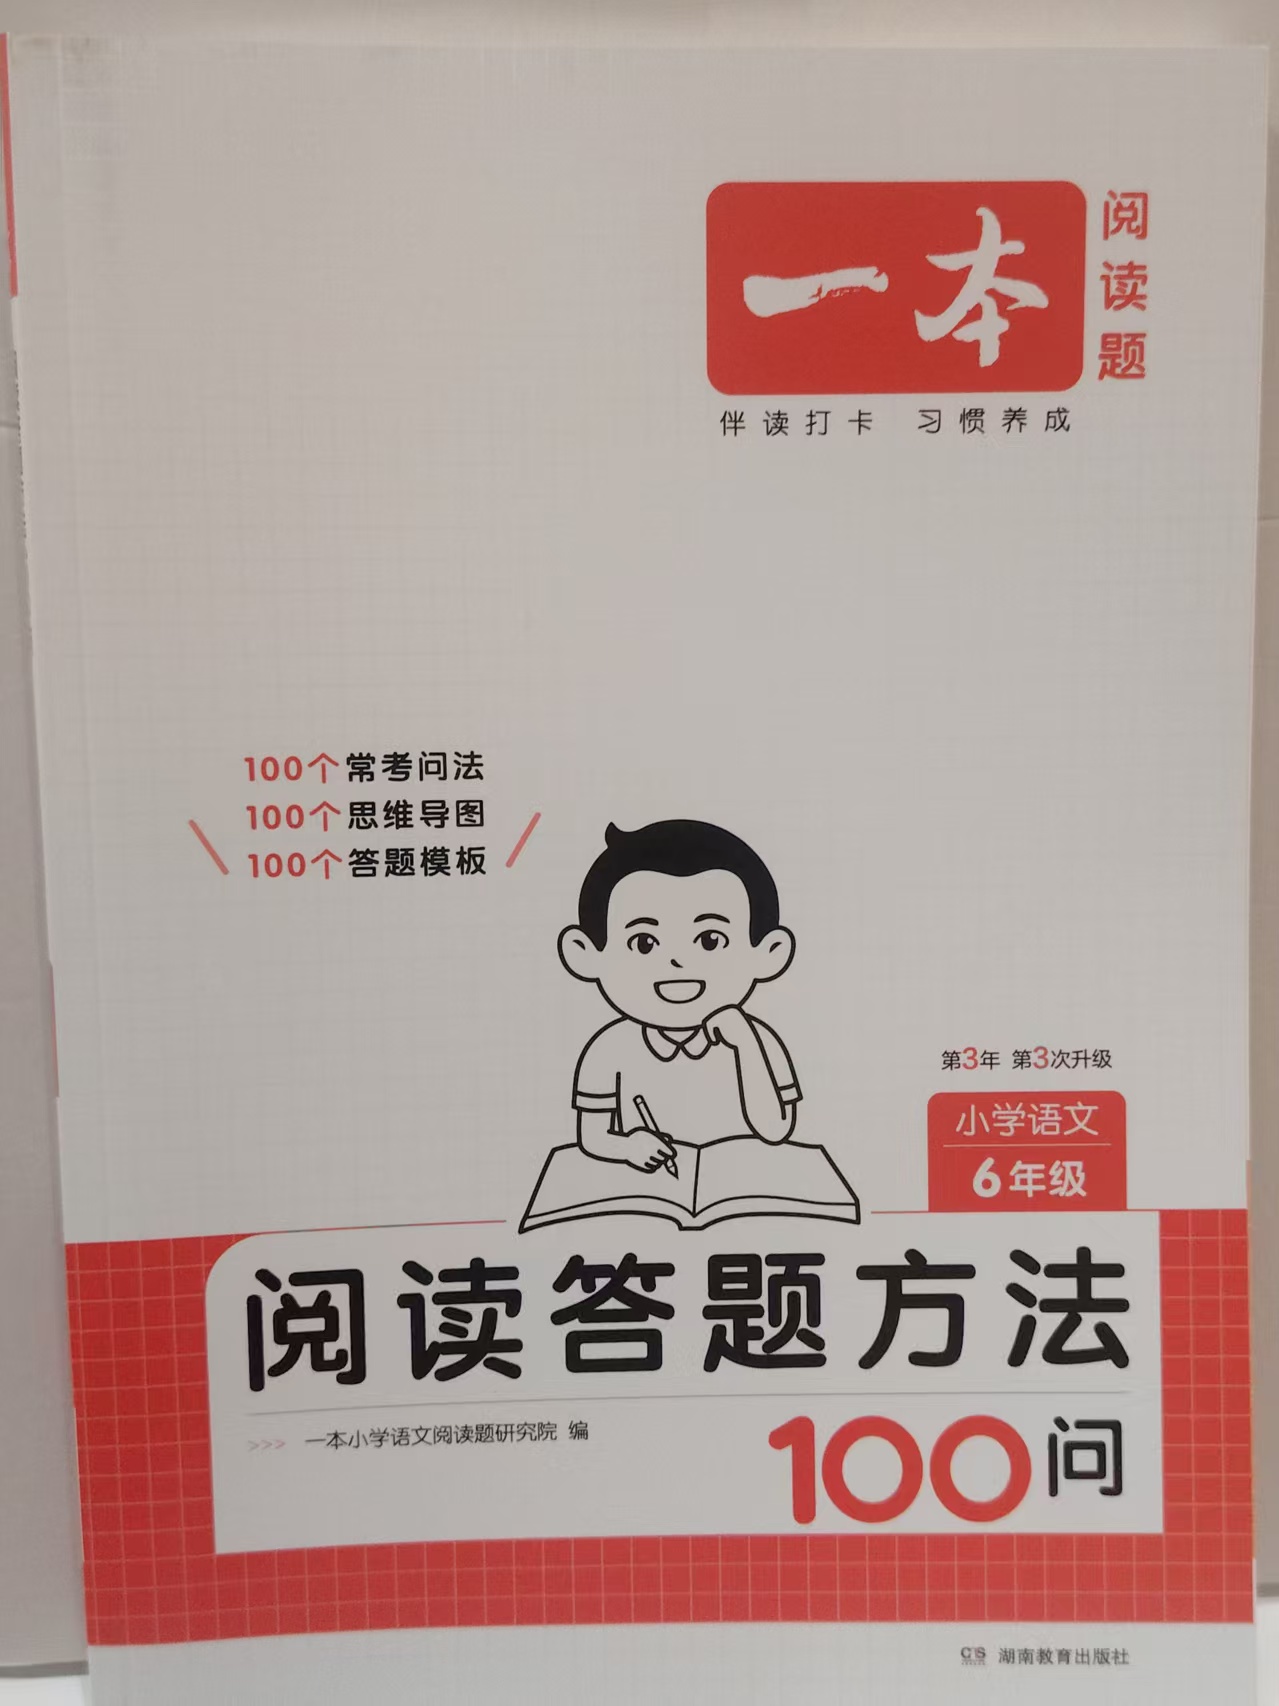 一本
阅读题
伴读打卡 习惯养成
100个常考问法
100个思维导图
100个答题模板
第3年 第3次升级
小学语文
6年级
阅读答题方法
100问
>>> 一本小学语文阅读题研究院 编
CS 湖南教育出版社